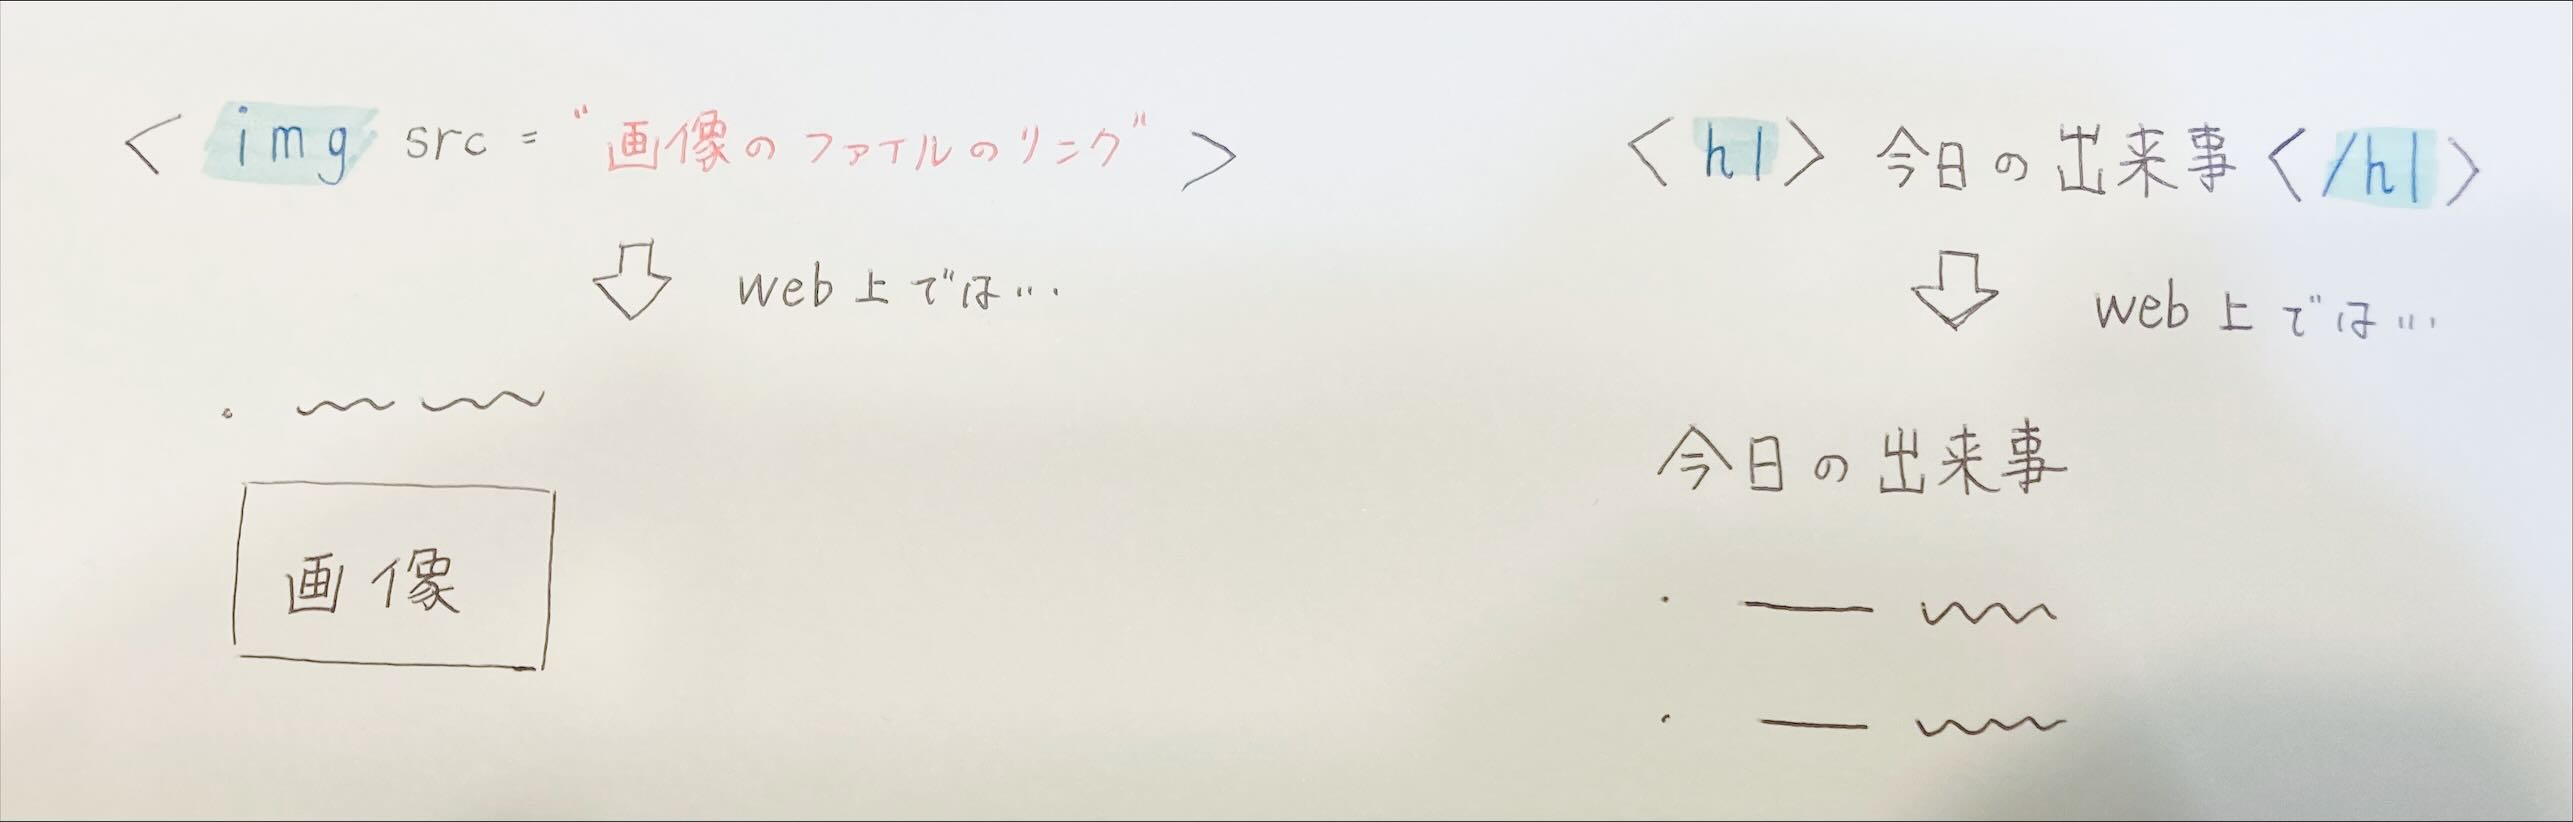 < img src = "画像のファイルのリンク" >
web上では…
画像
<h1> 今日の出来事 </h1>
web上では…
今日の出来事